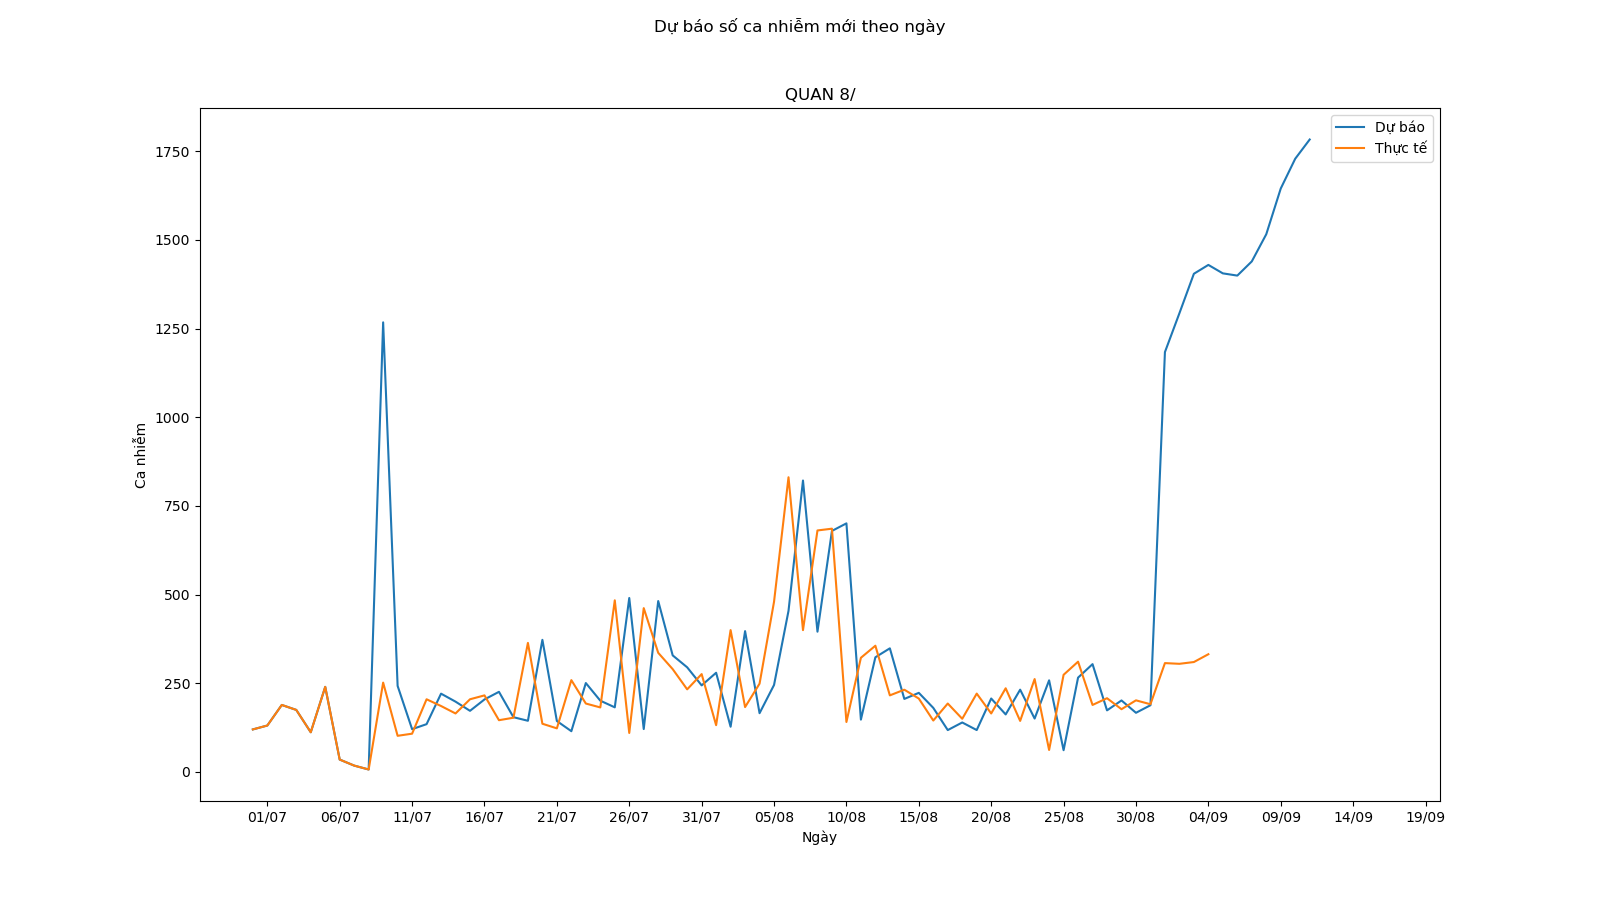 Dự báo số ca nhiễm mới theo ngày
QUAN 8/
Dự báo
Thực tế
1750
1500
1250
1000
750
500
250
0
Ca nhiễm
01/07 06/07 11/07 16/07 21/07 26/07 31/07 05/08 10/08 15/08 20/08 25/08 30/08 04/09 09/09 14/09 19/09
Ngày